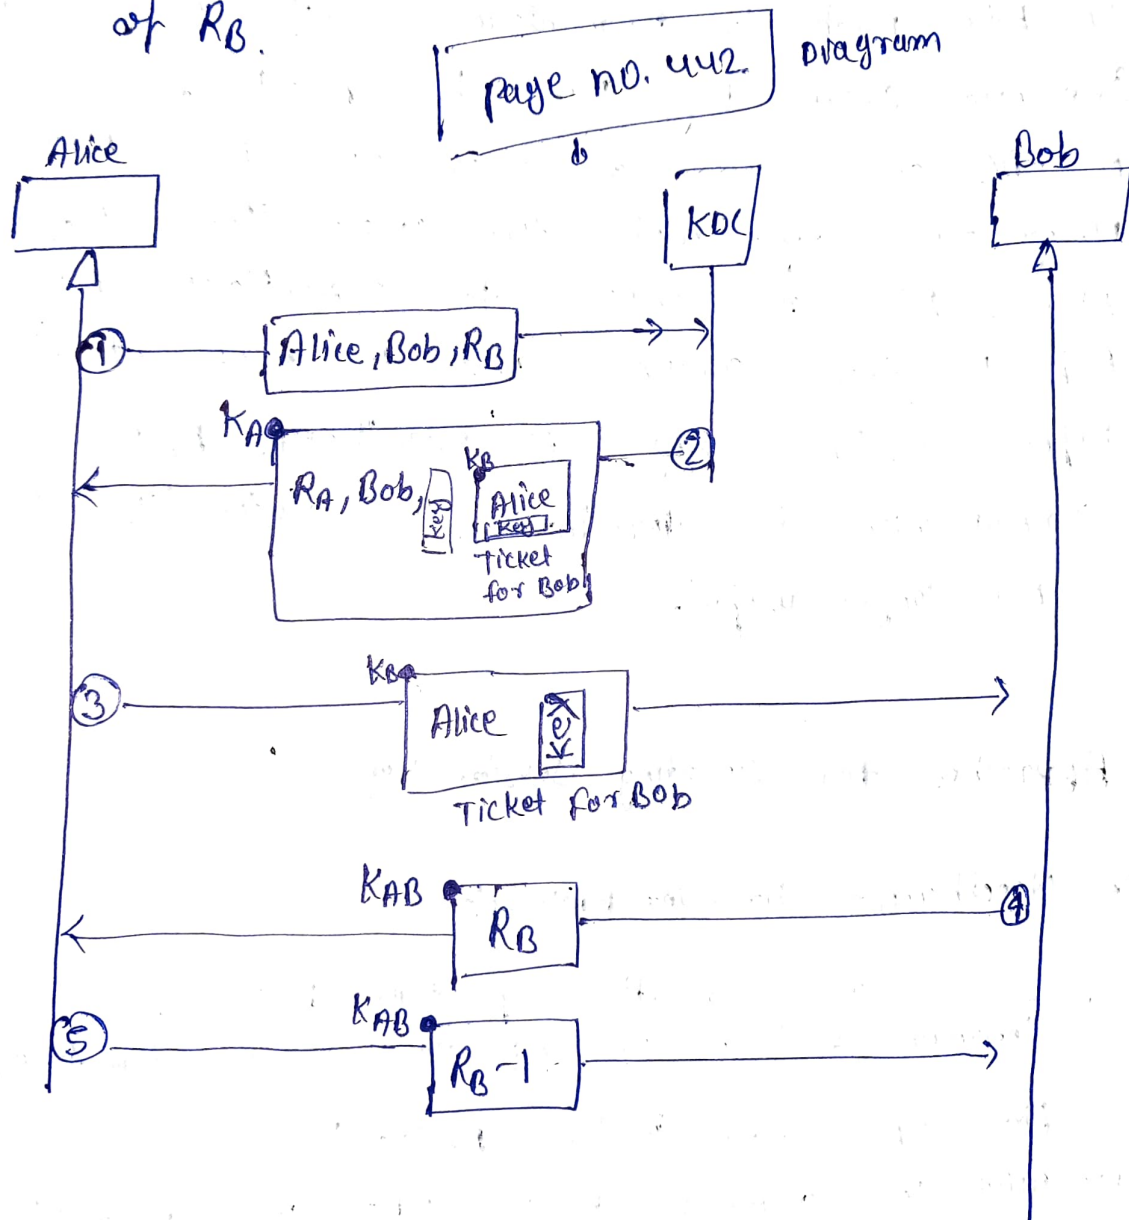 of RB.
Page no. 442. Diagram
Alice
Bob
KDC
1
Alice, Bob, RB
KA
2
RA, Bob, Key
KB
Alice
Key
Ticket
for Bob
KB
3
Alice Key
Ticket for Bob
KAB
4
RB
KAB
5
RB-1